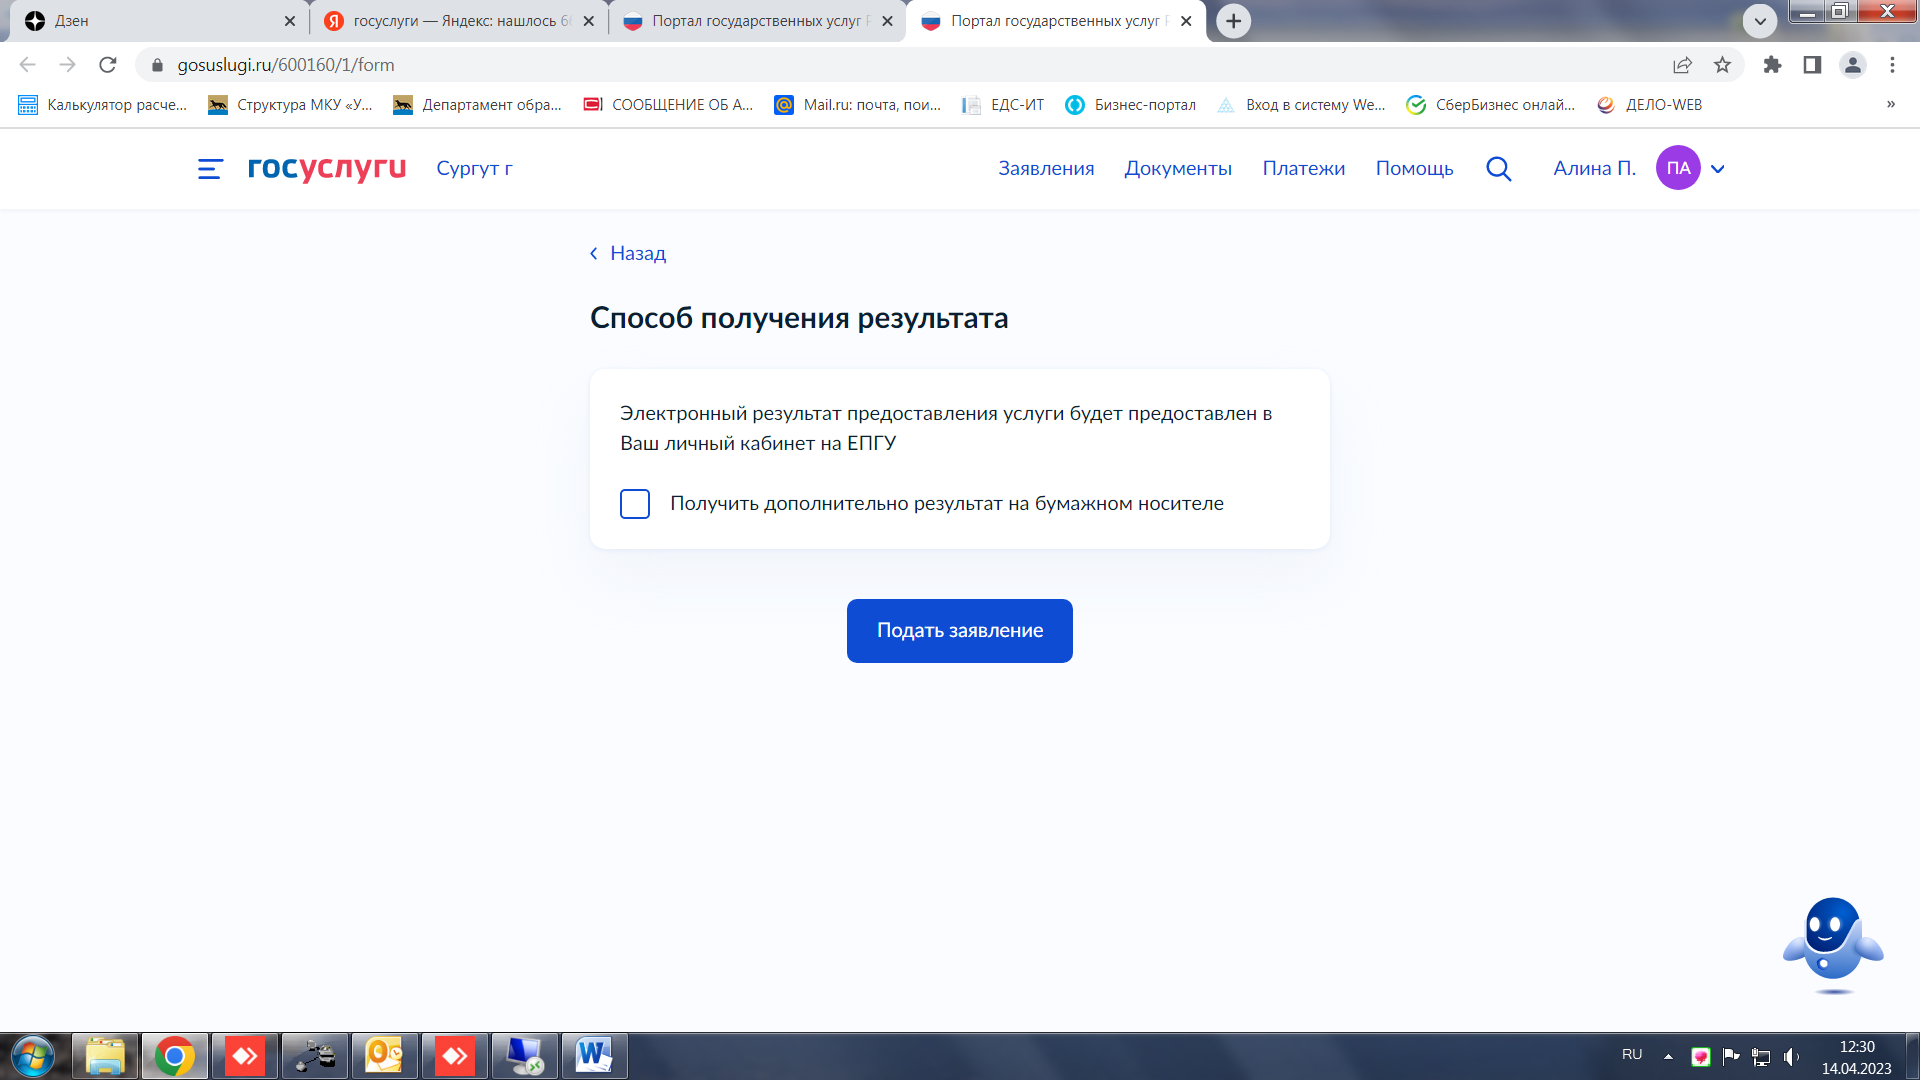 Дзен
госуслуги — Яндекс: нашлось 6
Портал государственных услуг Р
Портал государственных услуг Р
gosuslugi.ru/600160/1/form
Калькулятор расче...
Структура МКУ «У...
Департамент обра...
СООБЩЕНИЕ ОБ А...
Mail.ru: почта, пои...
ЕДС-ИТ
Бизнес-портал
Вход в систему We...
СберБизнес онлай...
ДЕЛО-WEB
»
госуслуги
Сургут г
Заявления
Документы
Платежи
Помощь
Алина П.
ПА
Назад
Способ получения результата
Электронный результат предоставления услуги будет предоставлен в
Ваш личный кабинет на ЕПГУ
Получить дополнительно результат на бумажном носителе
Подать заявление
RU
12:30
14.04.2023